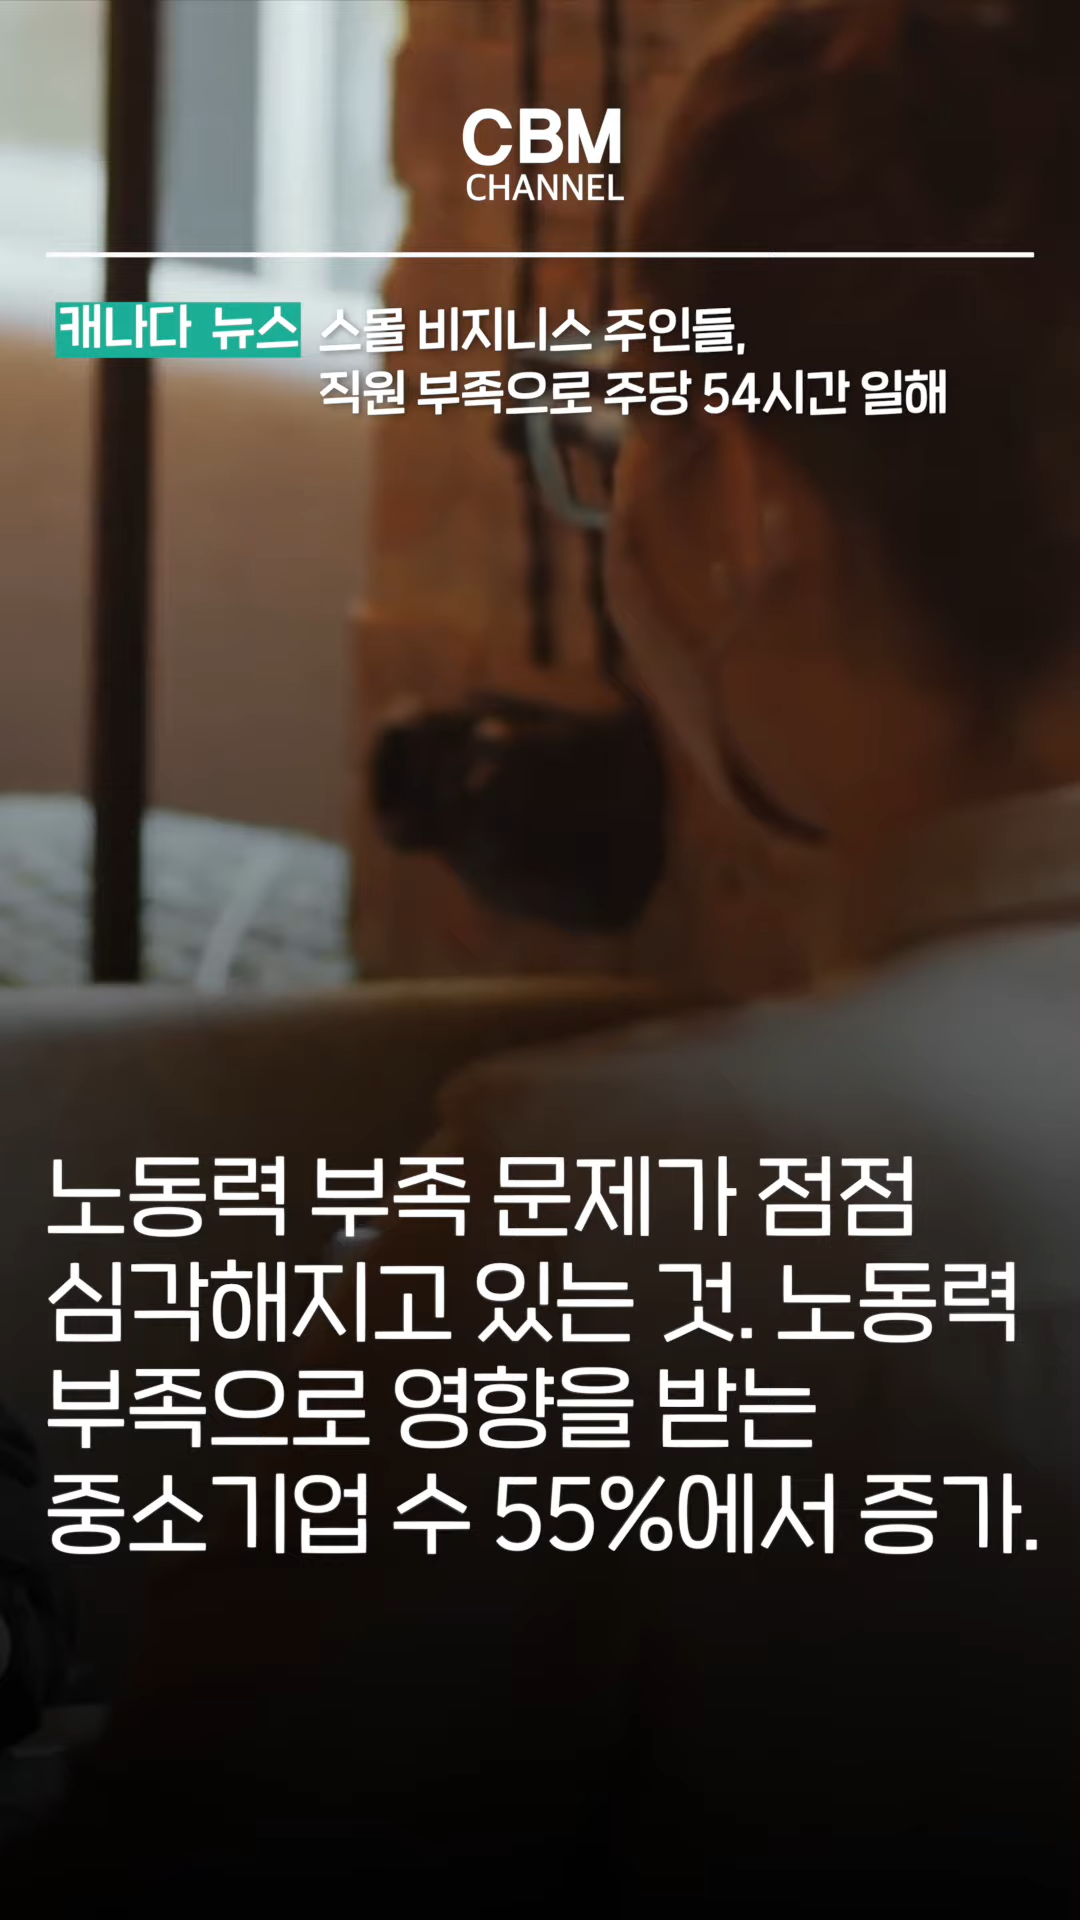 CBM
CHANNEL
캐나다 뉴스
스몰 비지니스 주인들,
직원 부족으로 주당 54시간 일해
노동력 부족 문제가 점점
심각해지고 있는 것. 노동력
부족으로 영향을 받는
중소기업 수 55%에서 증가.